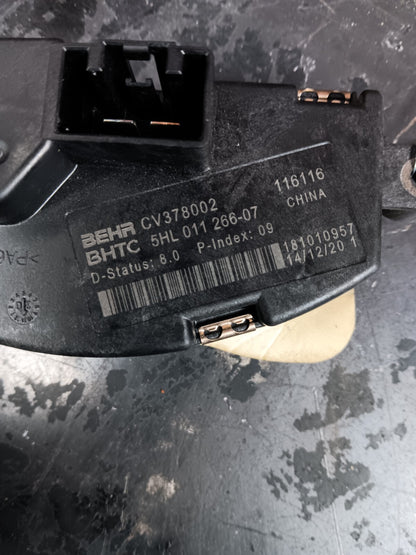 BEHR CV378002 116116
BHTC 5HL 011 266-07 CHINA
D-Status: 8.0 P-Index: 09
181010957
14/12/20 1
>PA6